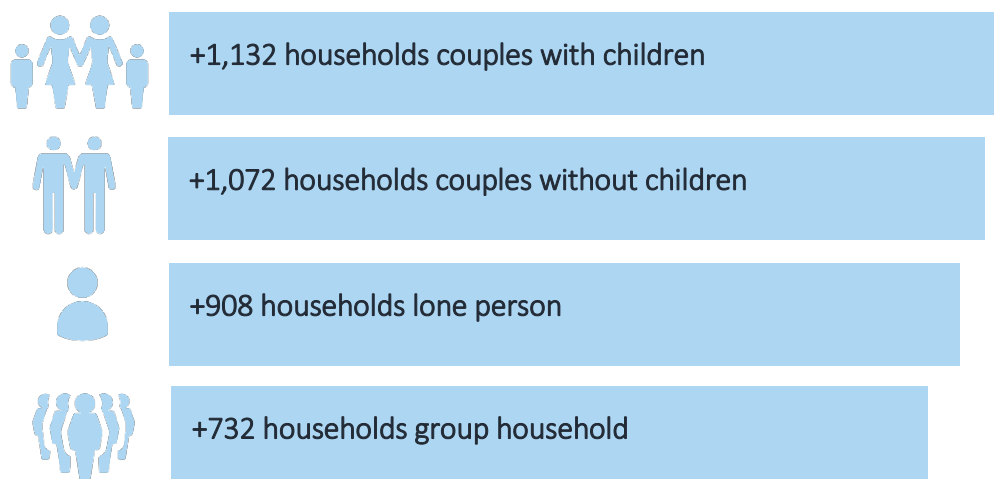 +1,132 households couples with children
+1,072 households couples without children
+908 households lone person
+732 households group household